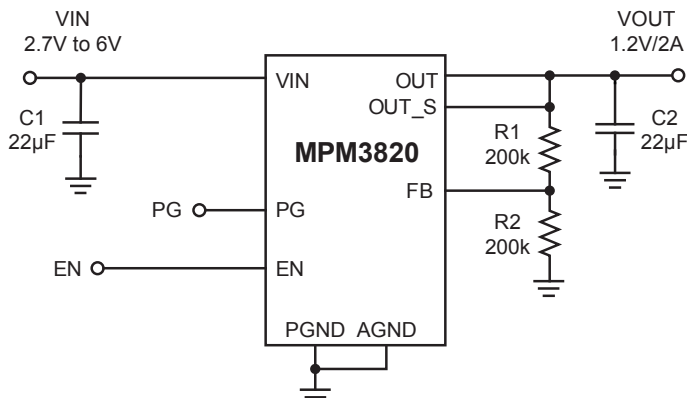 VIN
2.7V to 6V
VOUT
1.2V/2A
VIN
OUT
OUT_S
C1
22µF
MPM3820
R1
200k
C2
22µF
FB
PG
PG
R2
200k
EN
EN
PGND AGND